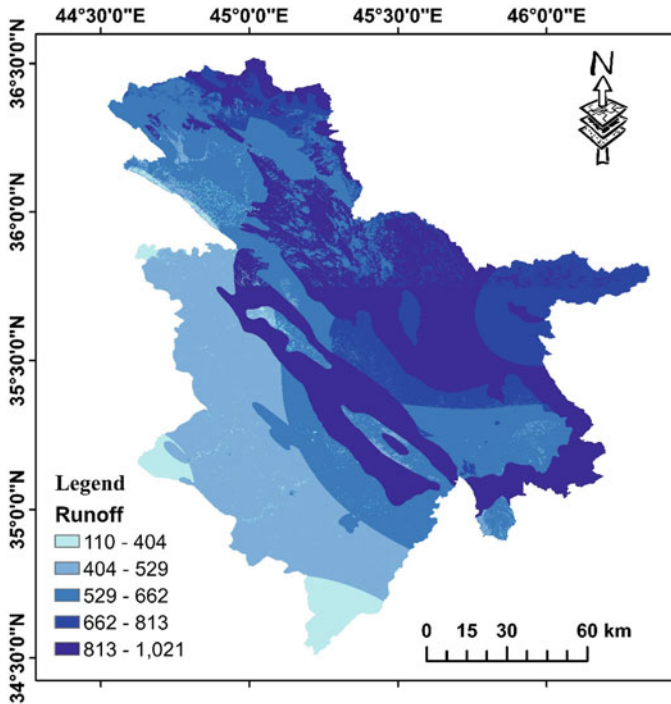 44°30'0"E 45°0'0"E 45°30'0"E 46°0'0"E
36°30'0"N
36°0'0"N
35°30'0"N
35°0'0"N
34°30'0"N
N
Legend
Runoff
110 - 404
404 - 529
529 - 662
662 - 813
813 - 1,021
0 15 30 60 km